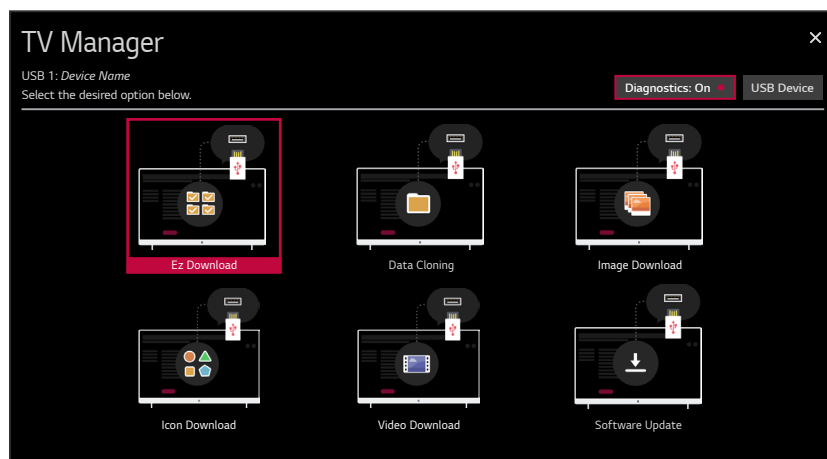 TV Manager
USB 1: Device Name
Select the desired option below.
Diagnostics: On
USB Device
Ez Download
Data Cloning
Image Download
Icon Download
Video Download
Software Update